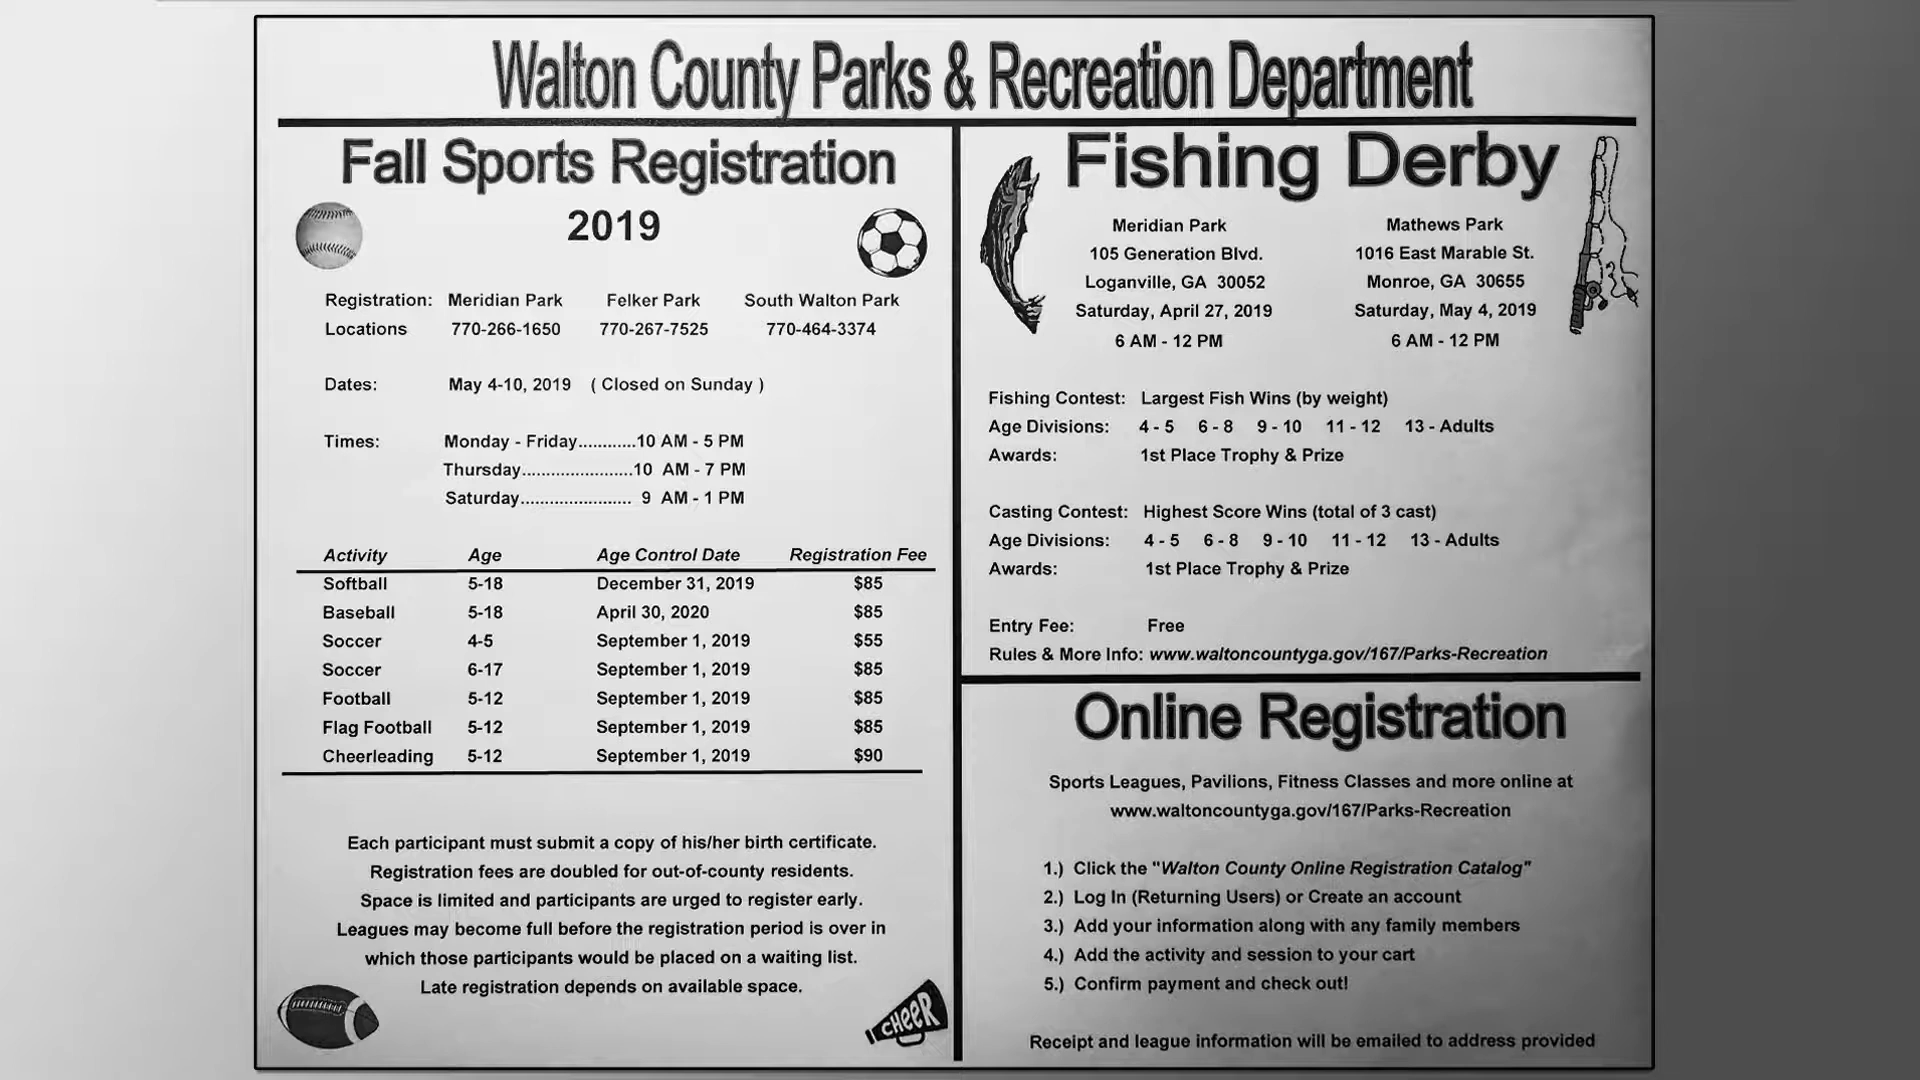 Walton County Parks & Recreation Department
Fall Sports Registration
2019
Registration: Meridian Park Felker Park South Walton Park
Locations 770-266-1650 770-267-7525 770-464-3374
Dates: May 4-10, 2019 ( Closed on Sunday )
Times: Monday - Friday............10 AM - 5 PM
Thursday........................10 AM - 7 PM
Saturday........................ 9 AM - 1 PM
Activity Age Age Control Date Registration Fee
Softball 5-18 December 31, 2019 $85
Baseball 5-18 April 30, 2020 $85
Soccer 4-5 September 1, 2019 $55
Soccer 6-17 September 1, 2019 $85
Football 5-12 September 1, 2019 $85
Flag Football 5-12 September 1, 2019 $85
Cheerleading 5-12 September 1, 2019 $90
Each participant must submit a copy of his/her birth certificate.
Registration fees are doubled for out-of-county residents.
Space is limited and participants are urged to register early.
Leagues may become full before the registration period is over in
which those participants would be placed on a waiting list.
Late registration depends on available space.
CHEER
Fishing Derby
Meridian Park Mathews Park
105 Generation Blvd. 1016 East Marable St.
Loganville, GA 30052 Monroe, GA 30655
Saturday, April 27, 2019 Saturday, May 4, 2019
6 AM - 12 PM 6 AM - 12 PM
Fishing Contest: Largest Fish Wins (by weight)
Age Divisions: 4 - 5 6 - 8 9 - 10 11 - 12 13 - Adults
Awards: 1st Place Trophy & Prize
Casting Contest: Highest Score Wins (total of 3 cast)
Age Divisions: 4 - 5 6 - 8 9 - 10 11 - 12 13 - Adults
Awards: 1st Place Trophy & Prize
Entry Fee: Free
Rules & More Info: www.waltoncountyga.gov/167/Parks-Recreation
Online Registration
Sports Leagues, Pavilions, Fitness Classes and more online at
www.waltoncountyga.gov/167/Parks-Recreation
1.) Click the "Walton County Online Registration Catalog"
2.) Log In (Returning Users) or Create an account
3.) Add your information along with any family members
4.) Add the activity and session to your cart
5.) Confirm payment and check out!
Receipt and league information will be emailed to address provided